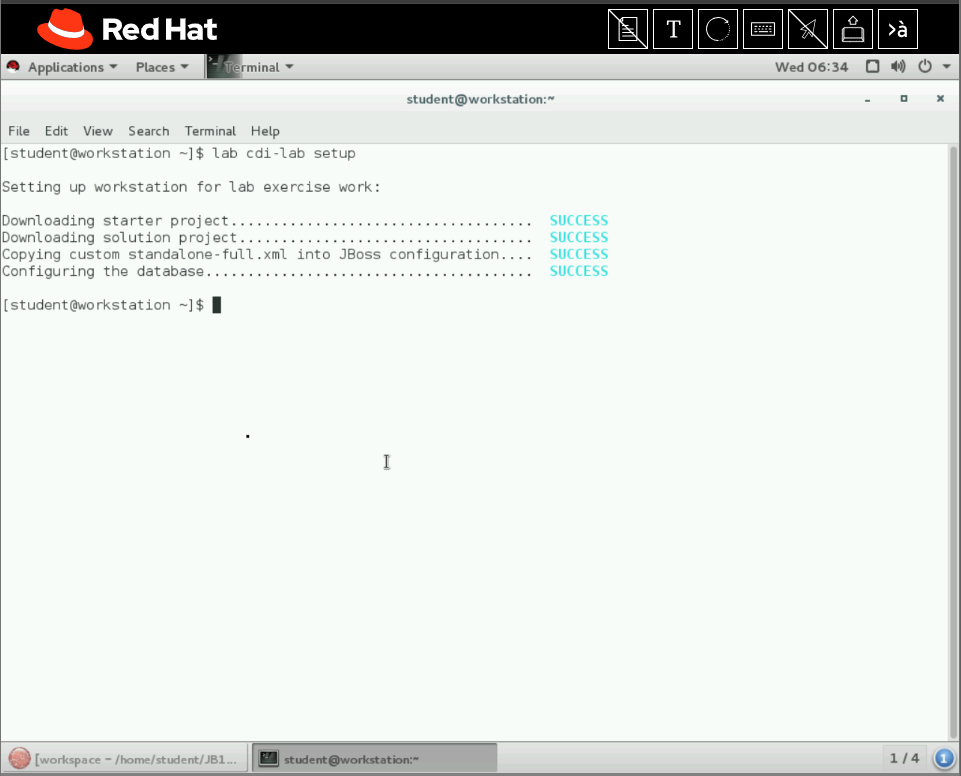 Red Hat
T
>à
Applications Places Terminal Wed 06:34
student@workstation:~
File Edit View Search Terminal Help
[student@workstation ~]$ lab cdi-lab setup
Setting up workstation for lab exercise work:
Downloading starter project.................................... SUCCESS
Downloading solution project................................... SUCCESS
Copying custom standalone-full.xml into JBoss configuration.... SUCCESS
Configuring the database....................................... SUCCESS
[student@workstation ~]$
[workspace - /home/student/JB1... student@workstation:~ 1 / 4 1